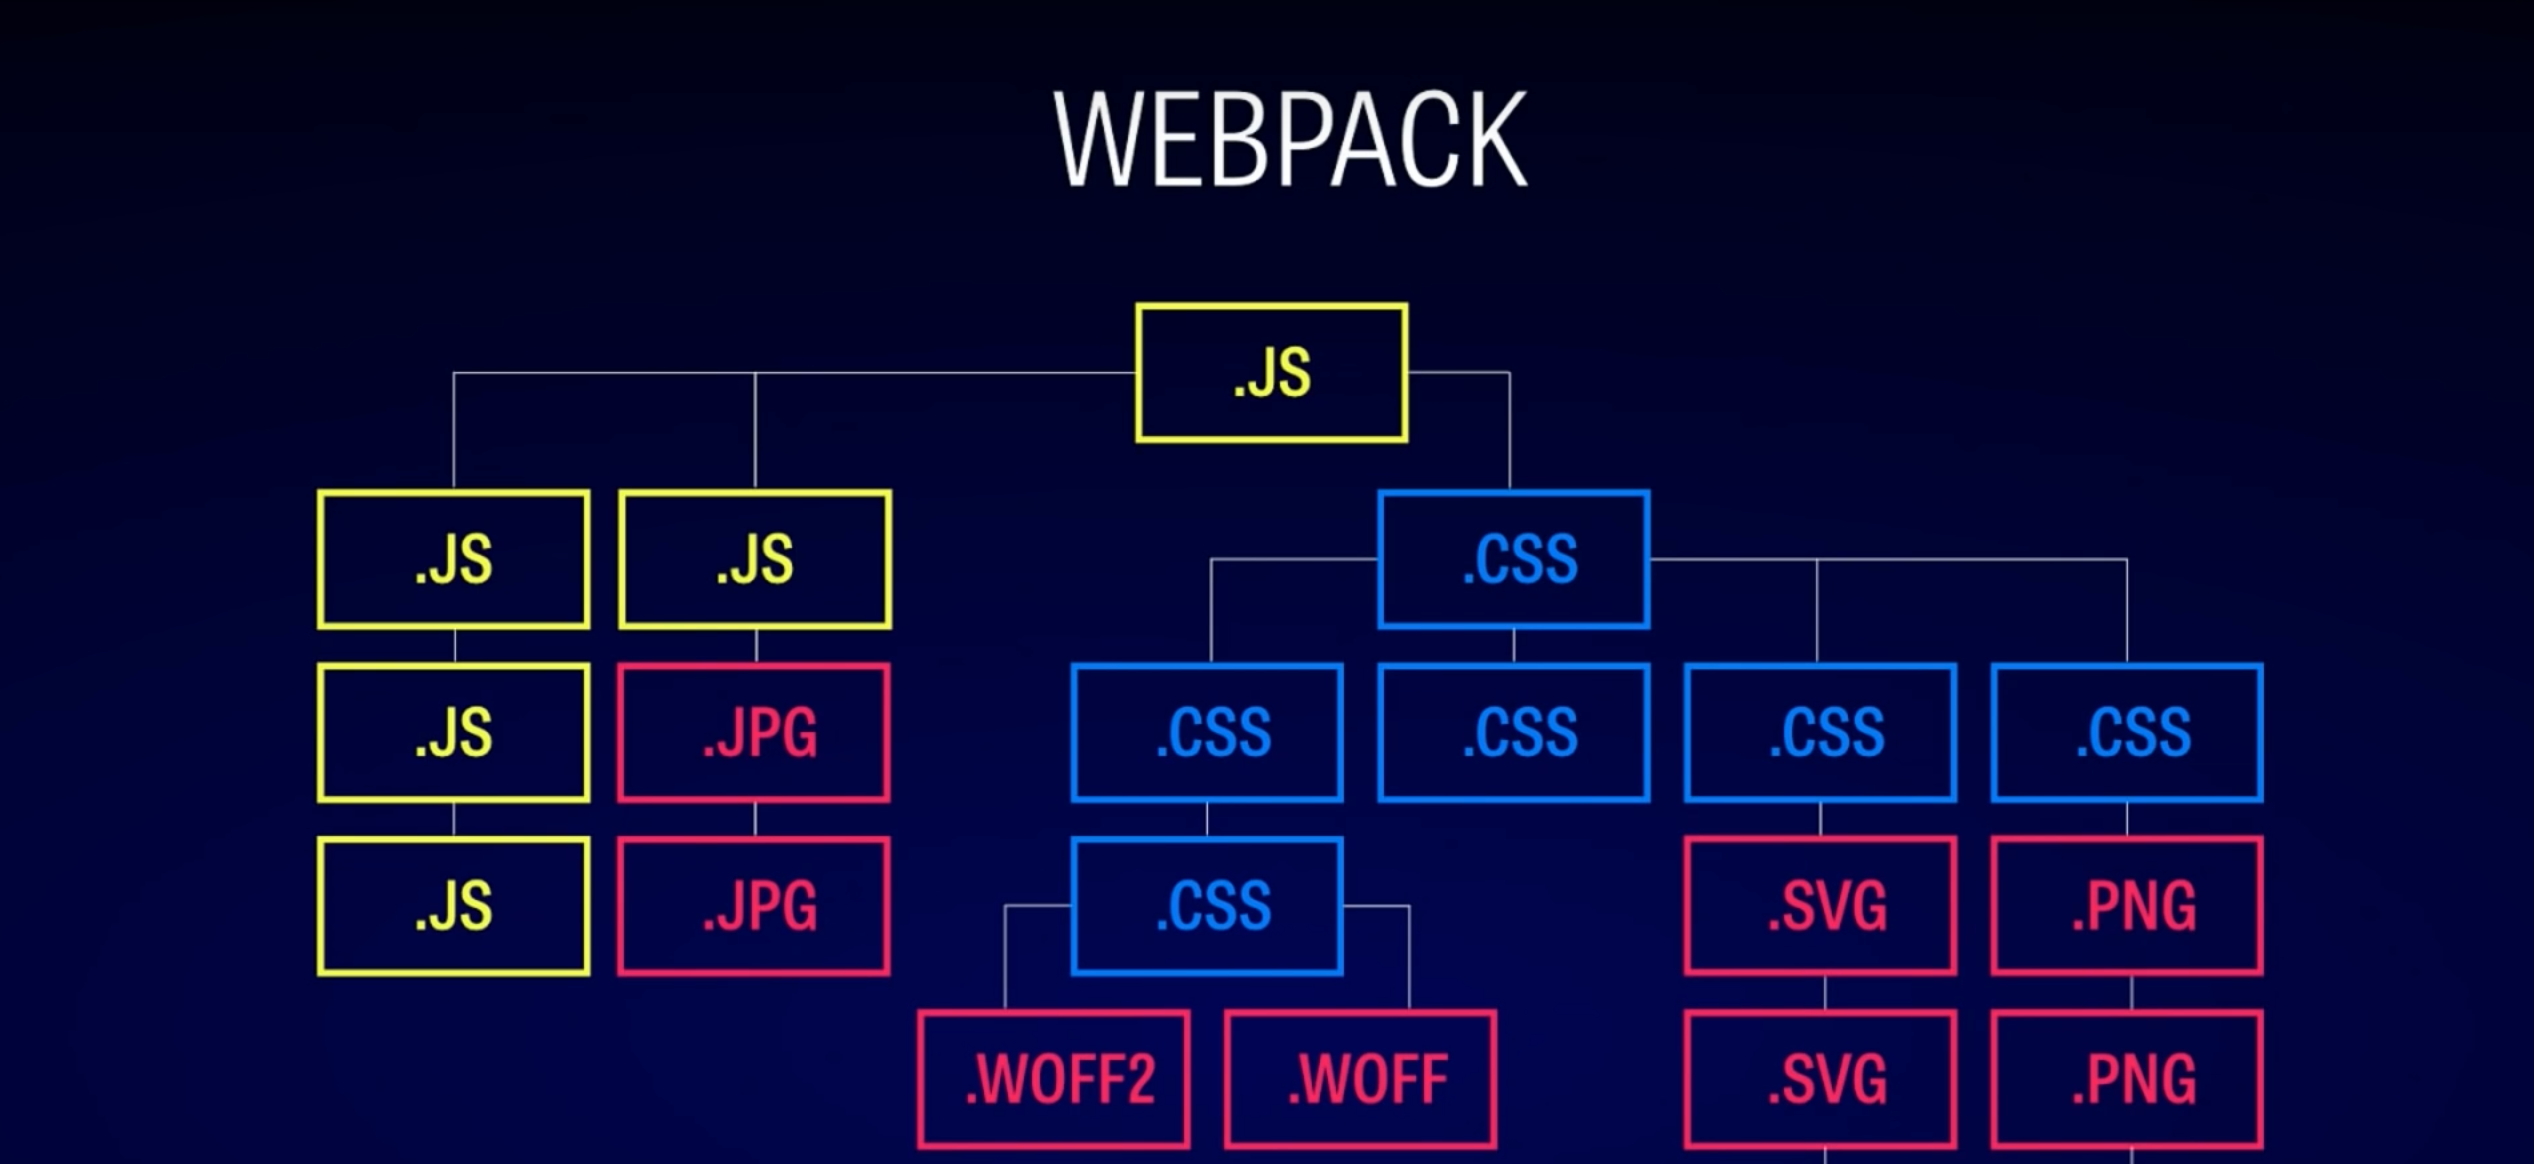 WEBPACK
.JS
.JS .JS .CSS
.JS .JPG .CSS .CSS .CSS .CSS
.JS .JPG .CSS .SVG .PNG
.WOFF2 .WOFF .SVG .PNG